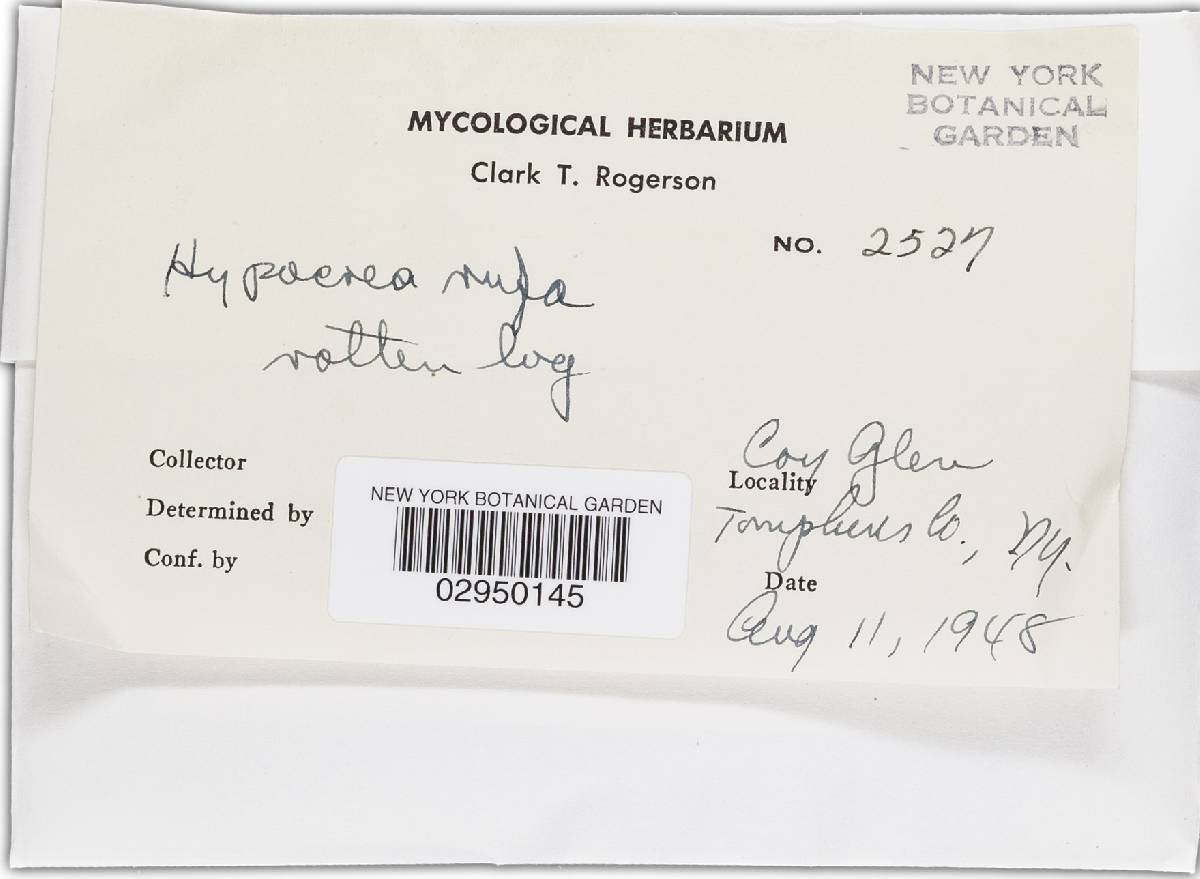 NEW YORK
BOTANICAL
GARDEN
MYCOLOGICAL HERBARIUM
Clark T. Rogerson
NO. 2527
Hypocrea rufa
rotten log
Coy Glen
Locality
Tompkins Co., NY.
Date
Aug 11, 1948
Collector
Determined by
Conf. by
NEW YORK BOTANICAL GARDEN
02950145